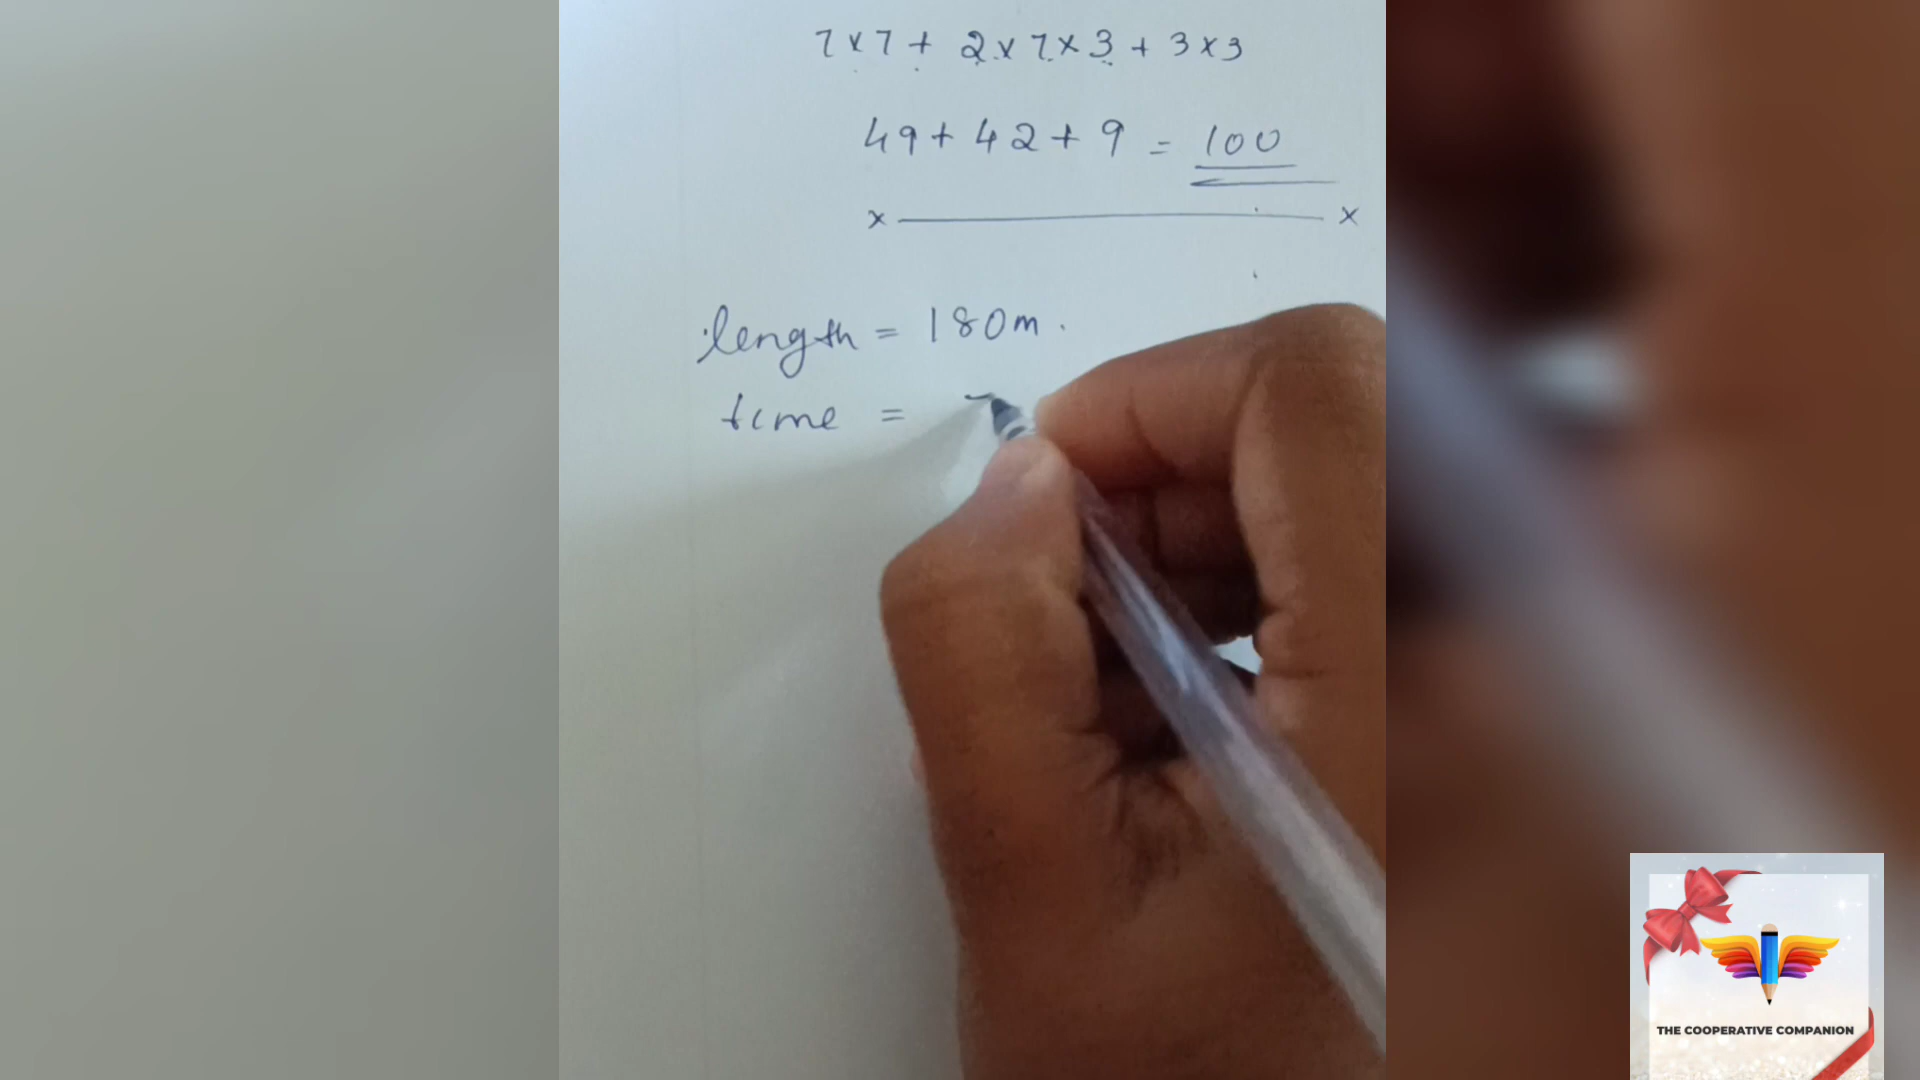 7 x 7 + 2 x 7 x 3 + 3 x 3
49 + 42 + 9 = 100
x x
length = 180m.
time =
THE COOPERATIVE COMPANION